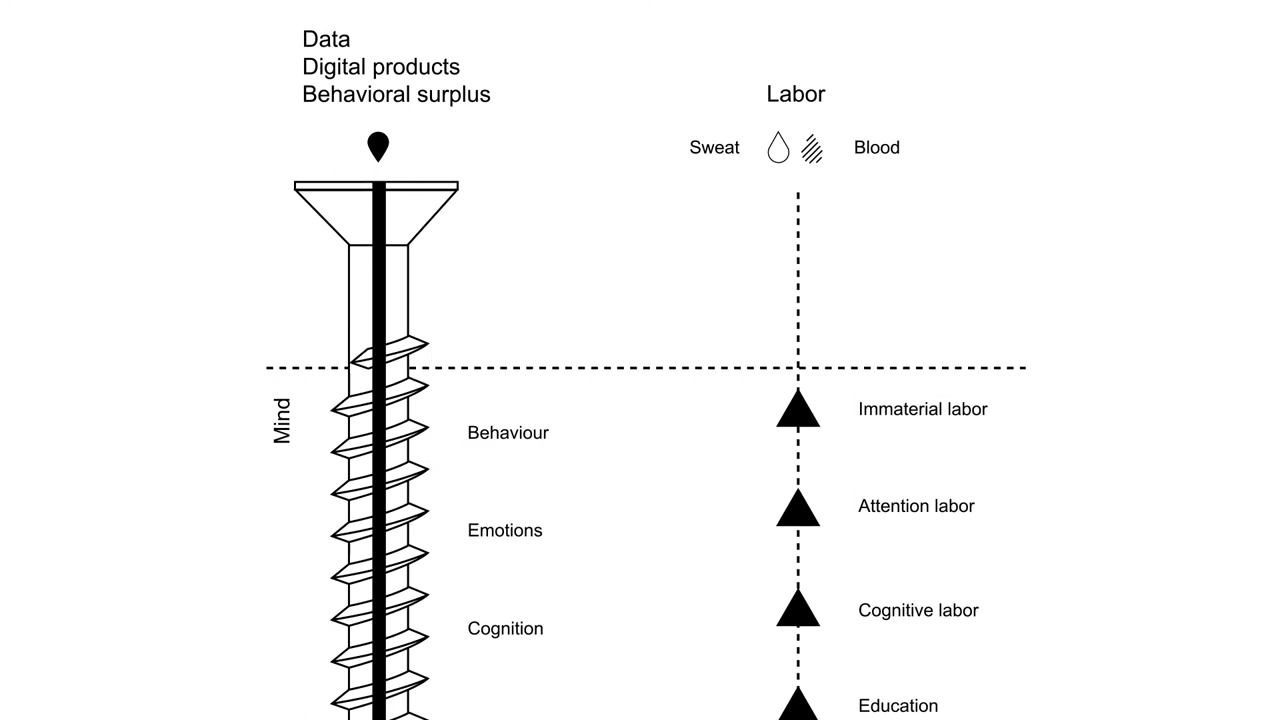 Data
Digital products
Behavioral surplus
Labor
Sweat
Blood
Mind
Behaviour
Immaterial labor
Emotions
Attention labor
Cognition
Cognitive labor
Education